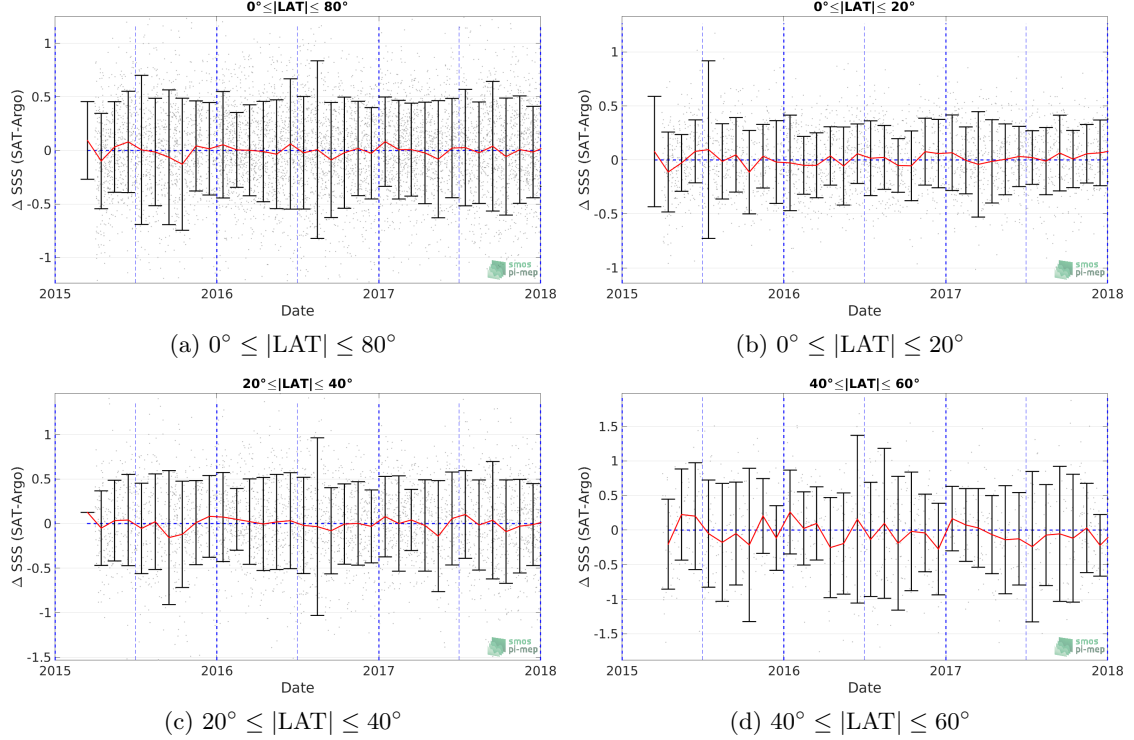 0°≤|LAT|≤ 80°
Δ SSS (SAT-Argo)
1
0.5
0
-0.5
-1
2015 2016 2017 2018
Date
smos
pi-mep
(a) 0° ≤ |LAT| ≤ 80°
0°≤|LAT|≤ 20°
Δ SSS (SAT-Argo)
1
0.5
0
-0.5
-1
2015 2016 2017 2018
Date
smos
pi-mep
(b) 0° ≤ |LAT| ≤ 20°
20°≤|LAT|≤ 40°
Δ SSS (SAT-Argo)
1
0.5
0
-0.5
-1
-1.5
2015 2016 2017 2018
Date
smos
pi-mep
(c) 20° ≤ |LAT| ≤ 40°
40°≤|LAT|≤ 60°
Δ SSS (SAT-Argo)
1.5
1
0.5
0
-0.5
-1
-1.5
2015 2016 2017 2018
Date
smos
pi-mep
(d) 40° ≤ |LAT| ≤ 60°